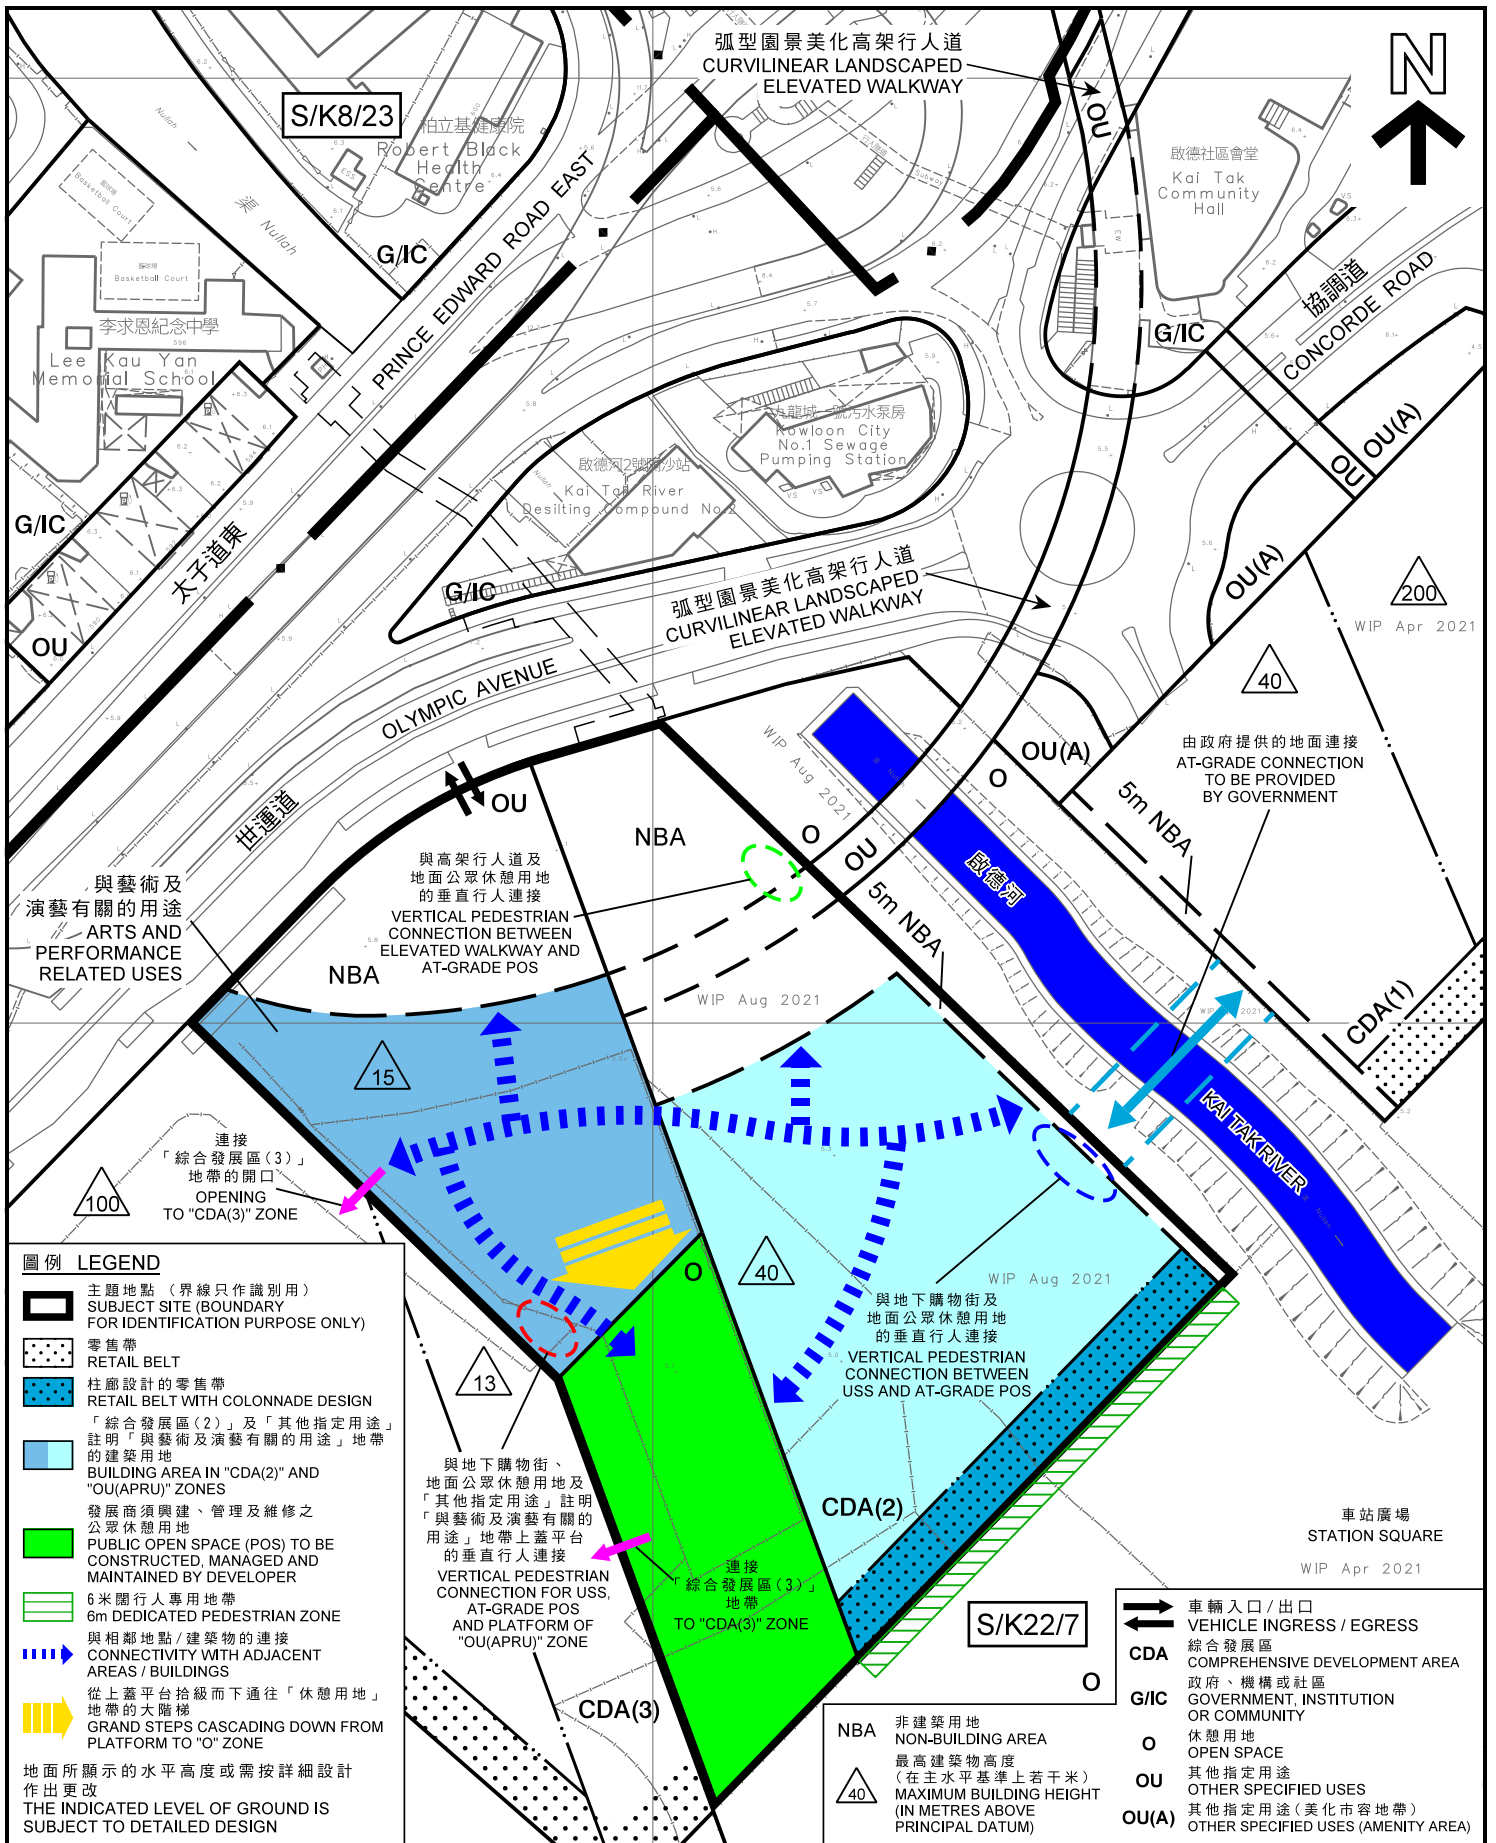 弧型園景美化高架行人道
CURVILINEAR LANDSCAPED
ELEVATED WALKWAY
N
S/K8/23
柏立基健康院
Robert Black
Health
Centre
啟德社區會堂
Kai Tak
Community
Hall
OU
Subway
Nullah
渠 Nullah
籃球場
Basketball Court
籃球場
Basketball Court
ESS
G/IC
PRINCE EDWARD ROAD EAST
李求恩紀念中學
Lee Kau Yan
Memorial School
協調道
CONCORDE ROAD
G/IC
OU(A)
OU
九龍城一號污水泵房
Kowloon City
No.1 Sewage
Pumping Station
啟德河2號隔沙站
Kai Tak River
Desilting Compound No.2
Nullah
VS VS
G/IC
太子道東
G/IC
OU
OU(A)
弧型園景美化高架行人道
CURVILINEAR LANDSCAPED
ELEVATED WALKWAY
200
WIP Apr 2021
40
OLYMPIC AVENUE
世運道
OU
WIP Aug 2021
O
OU(A)
5m NBA
由政府提供的地面連接
AT-GRADE CONNECTION
TO BE PROVIDED
BY GOVERNMENT
NBA
O
OU
5m NBA
啟德河
與高架行人道及
地面公眾休憩用地
的垂直行人連接
VERTICAL PEDESTRIAN
CONNECTION BETWEEN
ELEVATED WALKWAY AND
AT-GRADE POS
與藝術及
演藝有關的用途
ARTS AND
PERFORMANCE
RELATED USES
NBA
WIP Aug 2021
CDA(1)
15
KAI TAK RIVER
連接
「綜合發展區(3)」
地帶的開口
OPENING
TO "CDA(3)" ZONE
100
O
40
WIP Aug 2021
與地下購物街及
地面公眾休憩用地
的垂直行人連接
VERTICAL PEDESTRIAN
CONNECTION BETWEEN
USS AND AT-GRADE POS
13
與地下購物街、
地面公眾休憩用地及
「其他指定用途」註明
「與藝術及演藝有關的
用途」地帶上蓋平台
的垂直行人連接
VERTICAL PEDESTRIAN
CONNECTION FOR USS,
AT-GRADE POS
AND PLATFORM OF
"OU(APRU)" ZONE
CDA(2)
車站廣場
STATION SQUARE
WIP Apr 2021
連接
「綜合發展區(3)」
地帶
TO "CDA(3)" ZONE
S/K22/7
CDA(3)
O
圖例 LEGEND
主題地點 (界線只作識別用)
SUBJECT SITE (BOUNDARY
FOR IDENTIFICATION PURPOSE ONLY)
零售帶
RETAIL BELT
柱廊設計的零售帶
RETAIL BELT WITH COLONNADE DESIGN
「綜合發展區(2)」及「其他指定用途」
註明「與藝術及演藝有關的用途」地帶
的建築用地
BUILDING AREA IN "CDA(2)" AND
"OU(APRU)" ZONES
發展商須興建、管理及維修之
公眾休憩用地
PUBLIC OPEN SPACE (POS) TO BE
CONSTRUCTED, MANAGED AND
MAINTAINED BY DEVELOPER
6米闊行人專用地帶
6m DEDICATED PEDESTRIAN ZONE
與相鄰地點/建築物的連接
CONNECTIVITY WITH ADJACENT
AREAS / BUILDINGS
從上蓋平台拾級而下通往「休憩用地」
地帶的大階梯
GRAND STEPS CASCADING DOWN FROM
PLATFORM TO "O" ZONE
地面所顯示的水平高度或需按詳細設計
作出更改
THE INDICATED LEVEL OF GROUND IS
SUBJECT TO DETAILED DESIGN
NBA 非建築用地
NON-BUILDING AREA
40 最高建築物高度
(在主水平基準上若干米)
MAXIMUM BUILDING HEIGHT
(IN METRES ABOVE
PRINCIPAL DATUM)
車輛入口/出口
VEHICLE INGRESS / EGRESS
CDA 綜合發展區
COMPREHENSIVE DEVELOPMENT AREA
G/IC 政府、機構或社區
GOVERNMENT, INSTITUTION
OR COMMUNITY
O 休憩用地
OPEN SPACE
OU 其他指定用途
OTHER SPECIFIED USES
OU(A) 其他指定用途(美化市容地帶)
OTHER SPECIFIED USES (AMENITY AREA)